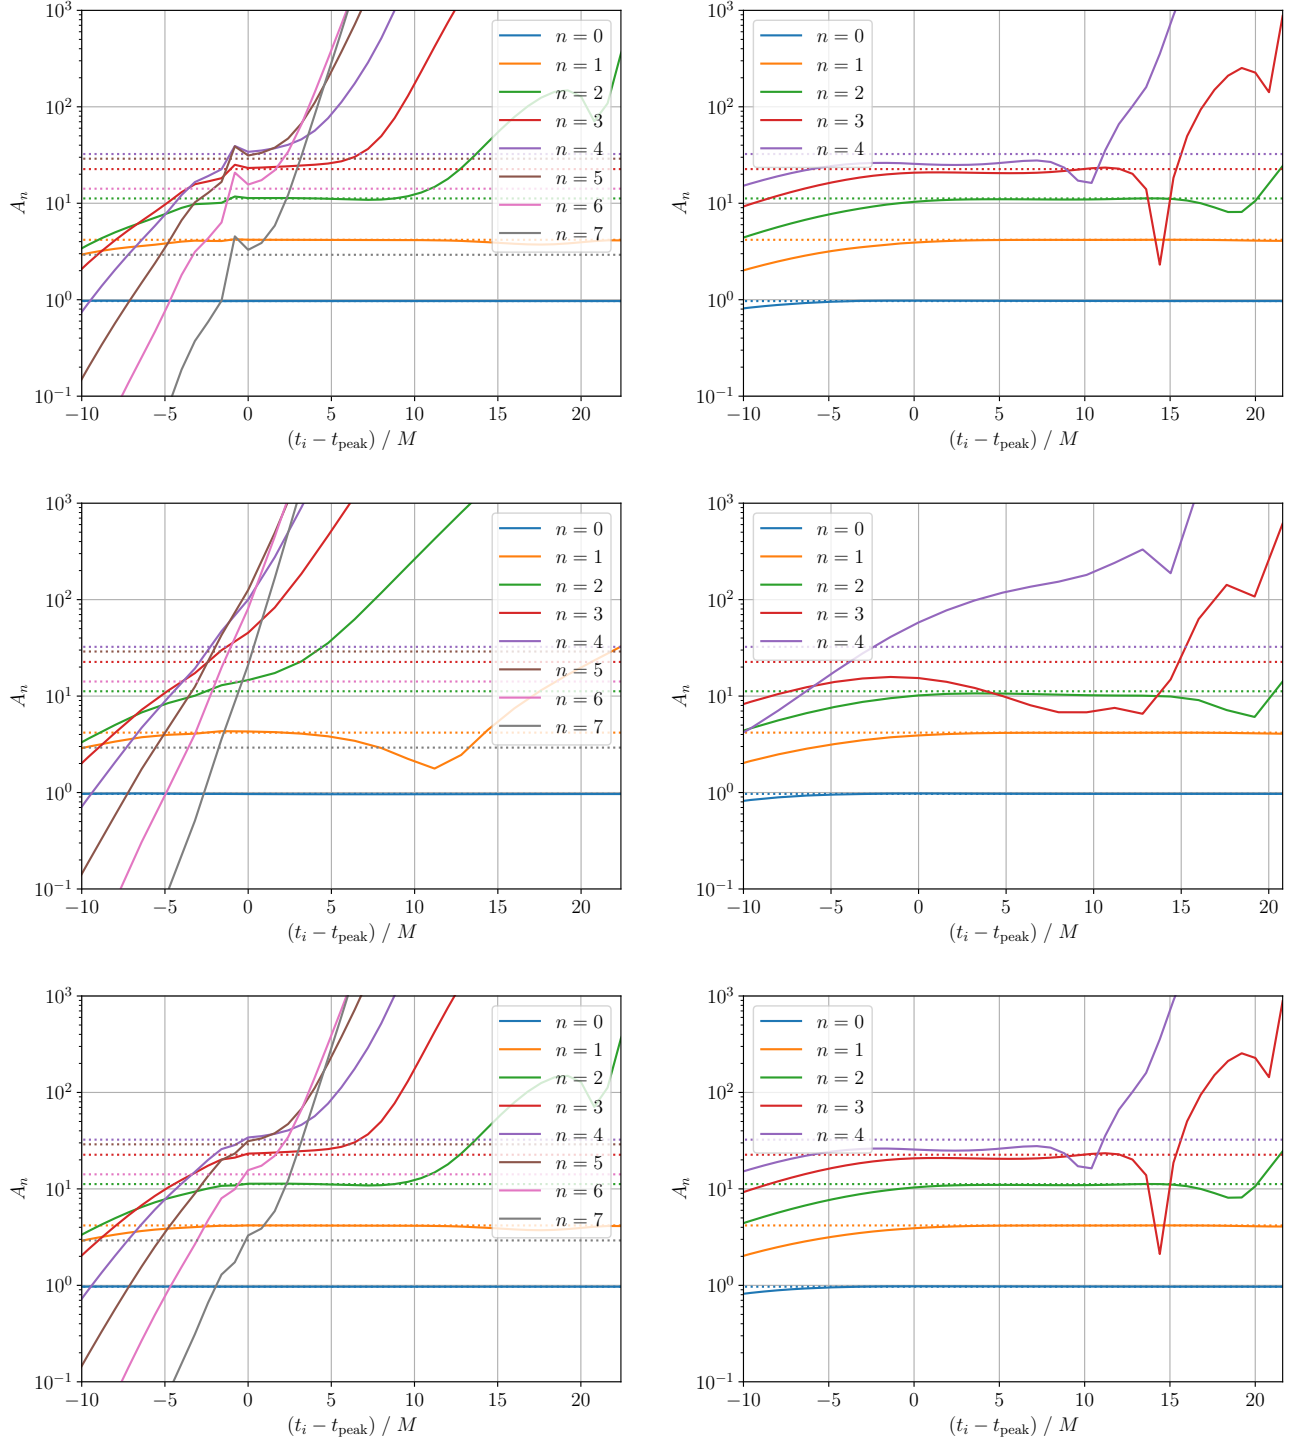 10³
10²
10¹
10⁰
10⁻¹
A_n
−10 −5 0 5 10 15 20
(t_i − t_peak) / M
n = 0
n = 1
n = 2
n = 3
n = 4
n = 5
n = 6
n = 7
10³
10²
10¹
10⁰
10⁻¹
A_n
−10 −5 0 5 10 15 20
(t_i − t_peak) / M
n = 0
n = 1
n = 2
n = 3
n = 4
10³
10²
10¹
10⁰
10⁻¹
A_n
−10 −5 0 5 10 15 20
(t_i − t_peak) / M
n = 0
n = 1
n = 2
n = 3
n = 4
n = 5
n = 6
n = 7
10³
10²
10¹
10⁰
10⁻¹
A_n
−10 −5 0 5 10 15 20
(t_i − t_peak) / M
n = 0
n = 1
n = 2
n = 3
n = 4
10³
10²
10¹
10⁰
10⁻¹
A_n
−10 −5 0 5 10 15 20
(t_i − t_peak) / M
n = 0
n = 1
n = 2
n = 3
n = 4
n = 5
n = 6
n = 7
10³
10²
10¹
10⁰
10⁻¹
A_n
−10 −5 0 5 10 15 20
(t_i − t_peak) / M
n = 0
n = 1
n = 2
n = 3
n = 4